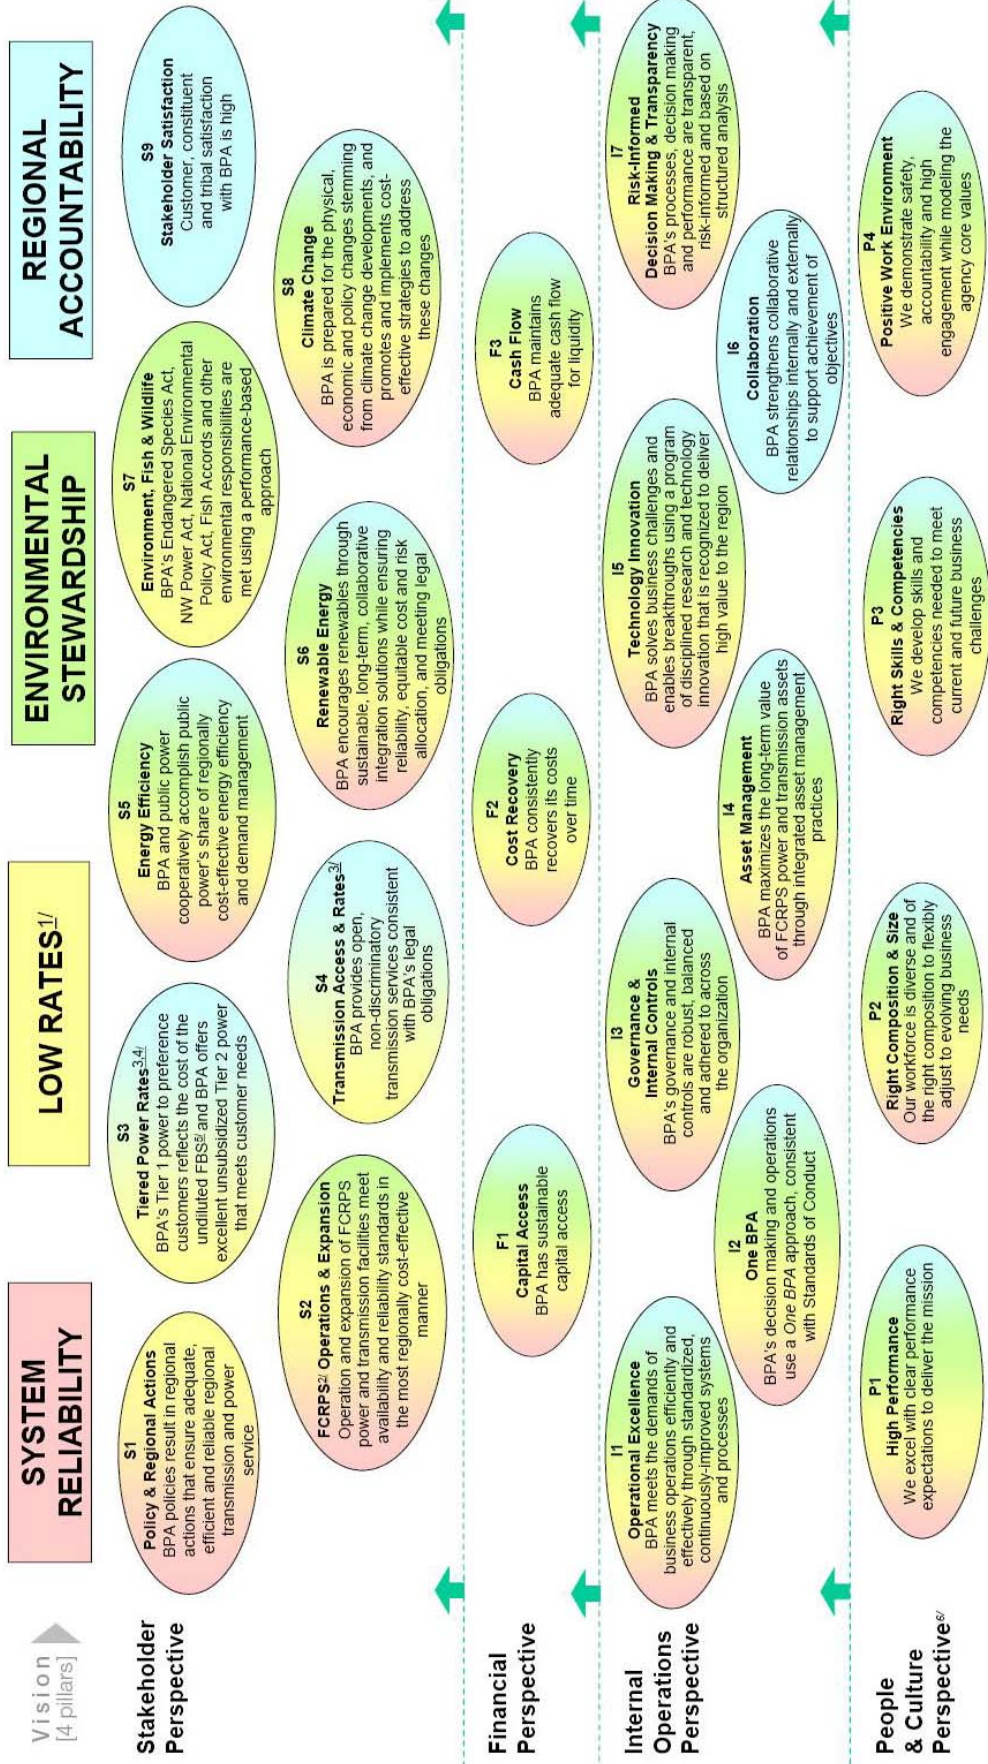 Vision
[4 pillars]
SYSTEM
RELIABILITY
LOW RATES1/
ENVIRONMENTAL
STEWARDSHIP
REGIONAL
ACCOUNTABILITY
Stakeholder
Perspective
S1
Policy & Regional Actions
BPA policies result in regional
actions that ensure adequate,
efficient and reliable regional
transmission and power
service
S3
Tiered Power Rates3,4/
BPA's Tier 1 power to preference
customers reflects the cost of the
undiluted FBS5/ and BPA offers
excellent unsubsidized Tier 2 power
that meets customer needs
S5
Energy Efficiency
BPA and public power
cooperatively accomplish public
power's share of regionally
cost-effective energy efficiency
and demand management
S7
Environment, Fish & Wildlife
BPA's Endangered Species Act,
NW Power Act, National Environmental
Policy Act, Fish Accords and other
environmental responsibilities are
met using a performance-based
approach
S9
Stakeholder Satisfaction
Customer, constituent
and tribal satisfaction
with BPA is high
S2
FCRPS2/ Operations & Expansion
Operation and expansion of FCRPS
power and transmission facilities meet
availability and reliability standards in
the most regionally cost-effective
manner
S4
Transmission Access & Rates3/
BPA provides open,
non-discriminatory
transmission services consistent
with BPA's legal
obligations
S6
Renewable Energy
BPA encourages renewables through
sustainable, long-term, collaborative
integration solutions while ensuring
reliability, equitable cost and risk
allocation, and meeting legal
obligations
S8
Climate Change
BPA is prepared for the physical,
economic and policy changes stemming
from climate change developments, and
promotes and implements cost-
effective strategies to address
these changes
Financial
Perspective
F1
Capital Access
BPA has sustainable
capital access
F2
Cost Recovery
BPA consistently
recovers its costs
over time
F3
Cash Flow
BPA maintains
adequate cash flow
for liquidity
Internal
Operations
Perspective
I1
Operational Excellence
BPA meets the demands of
business operations efficiently and
effectively through standardized,
continuously-improved systems
and processes
I3
Governance &
Internal Controls
BPA's governance and internal
controls are robust, balanced
and adhered to across
the organization
I5
Technology Innovation
BPA solves business challenges and
enables breakthroughs using a program
of disciplined research and technology
innovation that is recognized to deliver
high value to the region
I7
Risk-Informed
Decision Making & Transparency
BPA's processes, decision making
and performance are transparent,
risk-informed and based on
structured analysis
I2
One BPA
BPA's decision making and operations
use a One BPA approach, consistent
with Standards of Conduct
I4
Asset Management
BPA maximizes the long-term value
of FCRPS power and transmission assets
through integrated asset management
practices
I6
Collaboration
BPA strengthens collaborative
relationships internally and externally
to support achievement of
objectives
People
& Culture
Perspective6/
P1
High Performance
We excel with clear performance
expectations to deliver the mission
P2
Right Composition & Size
Our workforce is diverse and of
the right composition to flexibly
adjust to evolving business
needs
P3
Right Skills & Competencies
We develop skills and
competencies needed to meet
current and future business
challenges
P4
Positive Work Environment
We demonstrate safety,
accountability and high
engagement while modeling the
agency core values